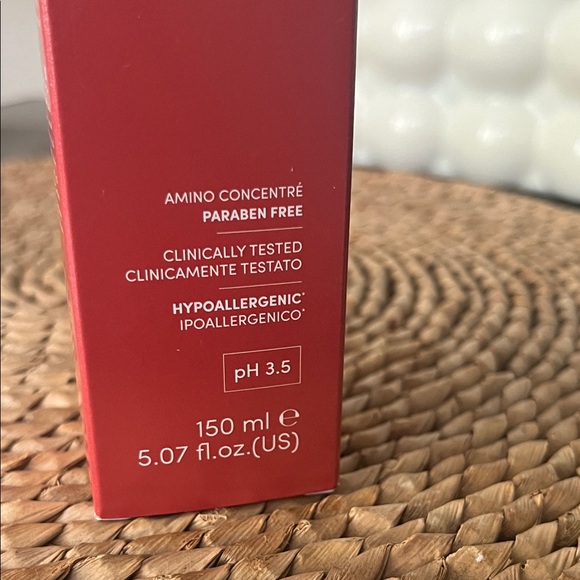 AMINO CONCENTRÉ
PARABEN FREE
CLINICALLY TESTED
CLINICAMENTE TESTATO
HYPOALLERGENIC*
IPOALLERGENICO*
pH 3.5
150 ml ℮
5.07 fl.oz.(US)